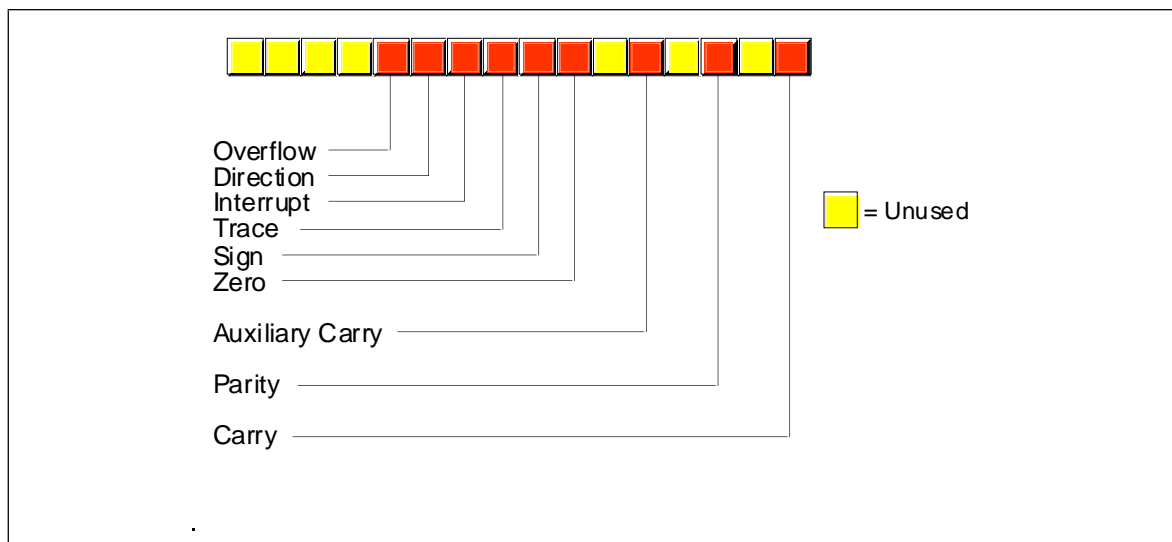 Overflow
Direction
Interrupt
Trace
Sign
Zero
= Unused
Auxiliary Carry
Parity
Carry
.